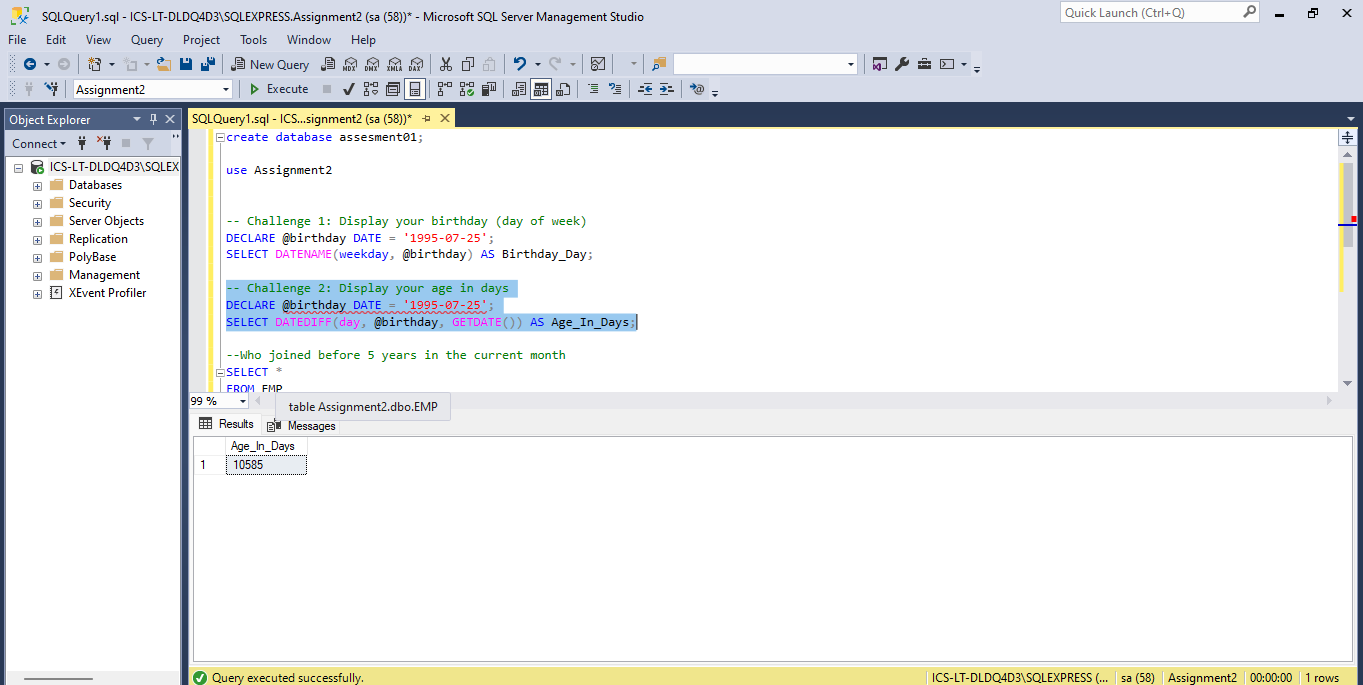 SQLQuery1.sql - ICS-LT-DLDQ4D3\SQLEXPRESS.Assignment2 (sa (58))* - Microsoft SQL Server Management Studio
Quick Launch (Ctrl+Q)
File Edit View Query Project Tools Window Help
New Query MDX DMX XMLA DAX
Assignment2 Execute
Object Explorer
Connect
ICS-LT-DLDQ4D3\SQLEX
Databases
Security
Server Objects
Replication
PolyBase
Management
XEvent Profiler
SQLQuery1.sql - ICS...signment2 (sa (58))*
create database assesment01;
use Assignment2
-- Challenge 1: Display your birthday (day of week)
DECLARE @birthday DATE = '1995-07-25';
SELECT DATENAME(weekday, @birthday) AS Birthday_Day;
-- Challenge 2: Display your age in days
DECLARE @birthday DATE = '1995-07-25';
SELECT DATEDIFF(day, @birthday, GETDATE()) AS Age_In_Days;
--Who joined before 5 years in the current month
SELECT *
FROM EMP
99 %
table Assignment2.dbo.EMP
Results Messages
Age_In_Days
1 10585
Query executed successfully.
ICS-LT-DLDQ4D3\SQLEXPRESS (... sa (58) Assignment2 00:00:00 1 rows